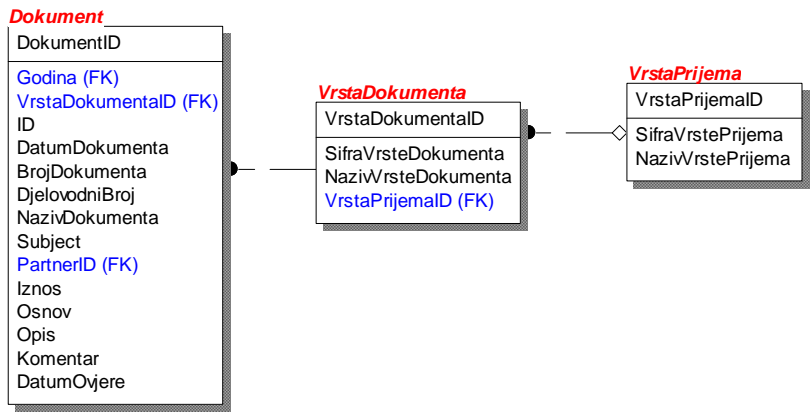 Dokument
DokumentID
Godina (FK)
VrstaDokumentaID (FK)
ID
DatumDokumenta
BrojDokumenta
DjelovodniBroj
NazivDokumenta
Subject
PartnerID (FK)
Iznos
Osnov
Opis
Komentar
DatumOvjere
VrstaDokumenta
VrstaDokumentaID
SifraVrsteDokumenta
NazivVrsteDokumenta
VrstaPrijemaID (FK)
VrstaPrijema
VrstaPrijemaID
SifraVrstePrijema
NazivVrstePrijema